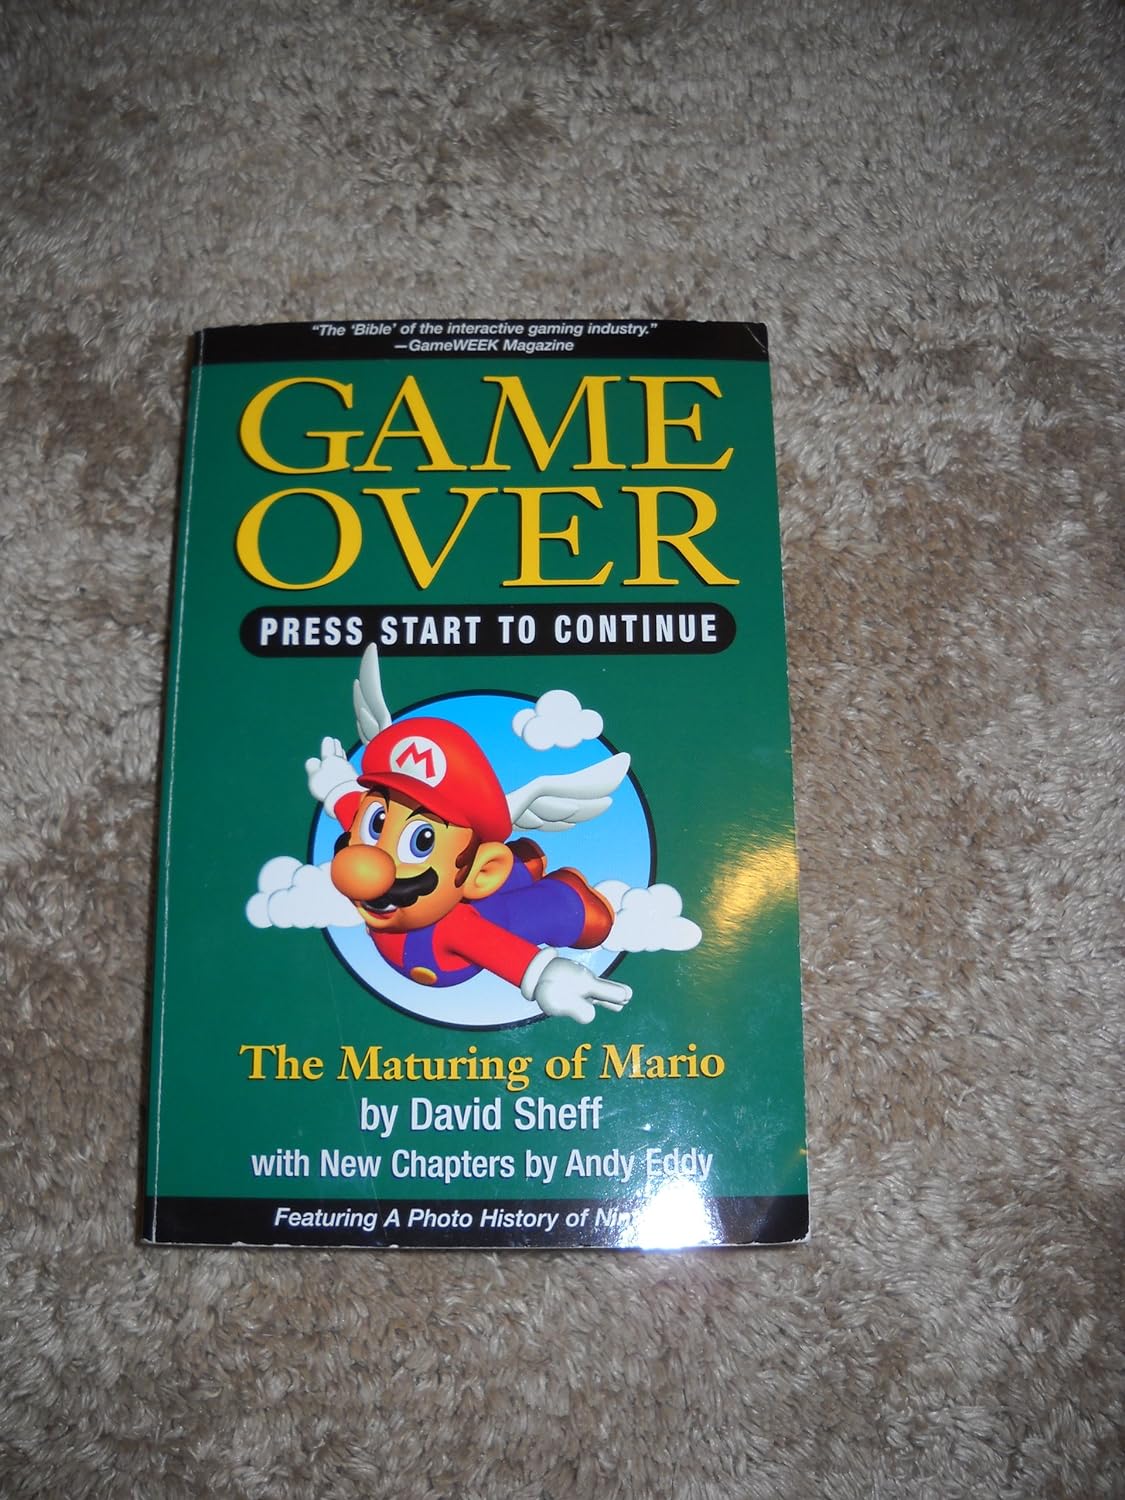 "The 'Bible' of the interactive gaming industry."
—GameWEEK Magazine
GAME
OVER
PRESS START TO CONTINUE
M
The Maturing of Mario
by David Sheff
with New Chapters by Andy Eddy
Featuring A Photo History of